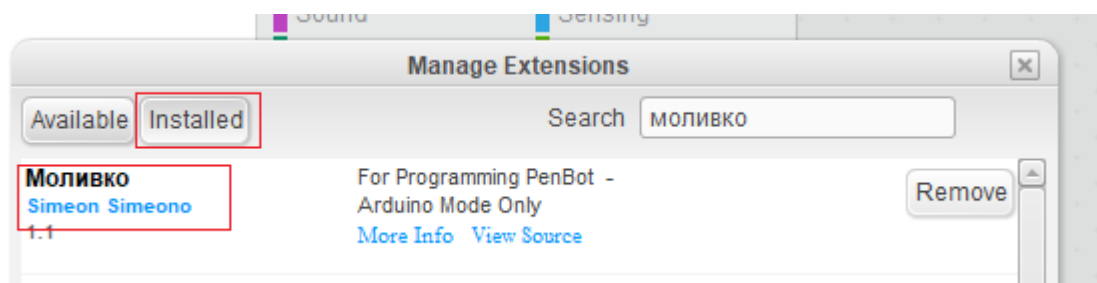 Sound Sensing
Manage Extensions
Available Installed Search моливко
Моливко For Programming PenBot -
Simeon Simeono Arduino Mode Only Remove
1.1 More Info View Source